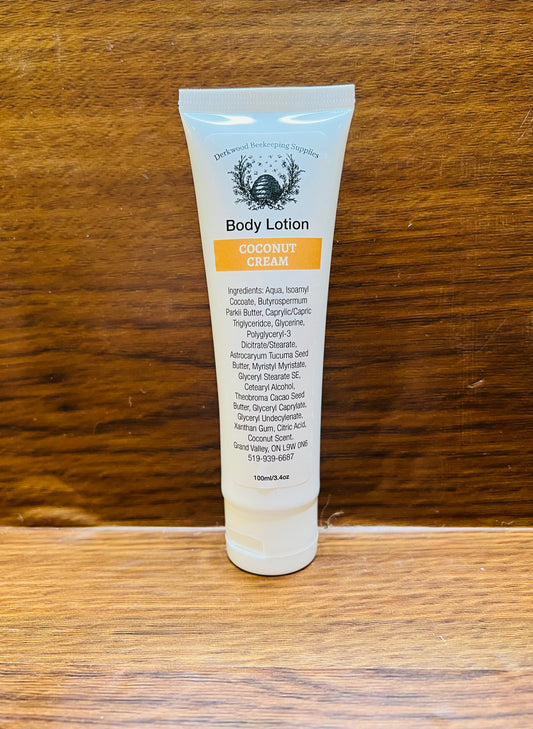 Derkwood Beekeeping Supplies
Body Lotion
COCONUT
CREAM
Ingredients: Aqua, Isoamyl
Cocoate, Butyrospermum
Parkii Butter, Caprylic/Capric
Triglyceridce, Glycerine,
Polyglyceryl-3
Dicitrate/Stearate,
Astrocaryum Tucuma Seed
Butter, Myristyl Myristate,
Glyceryl Stearate SE,
Cetearyl Alcohol,
Theobroma Cacao Seed
Butter, Glyceryl Caprylate,
Glyceryl Undecylenate,
Xanthan Gum, Citric Acid,
Coconut Scent.
Grand Valley, ON L9W 0N6
519-939-6687
100ml/3.4oz